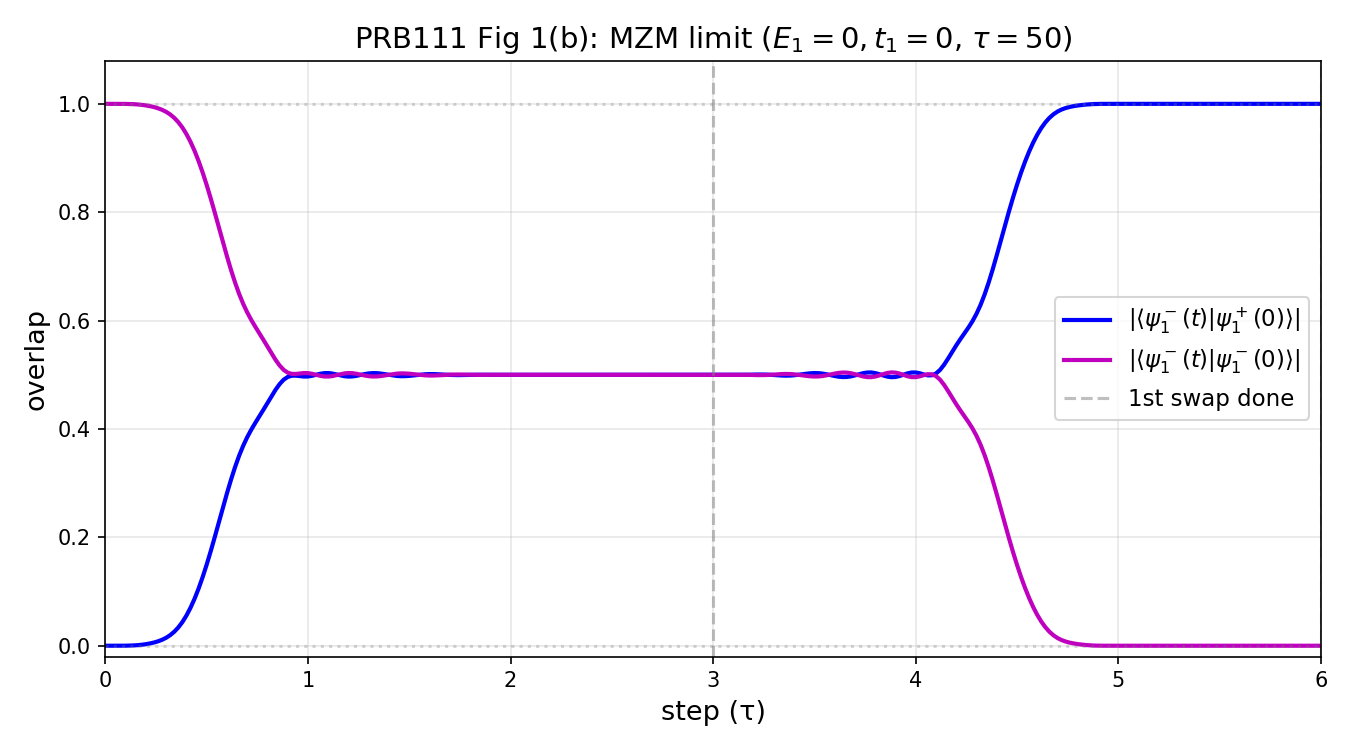 PRB111 Fig 1(b): MZM limit (E₁ = 0, t₁ = 0, τ = 50)
overlap
1.0
0.8
0.6
0.4
0.2
0.0
|⟨ψ₁⁻(t)|ψ₁⁺(0)⟩|
|⟨ψ₁⁻(t)|ψ₁⁻(0)⟩|
1st swap done
0 1 2 3 4 5 6
step (τ)